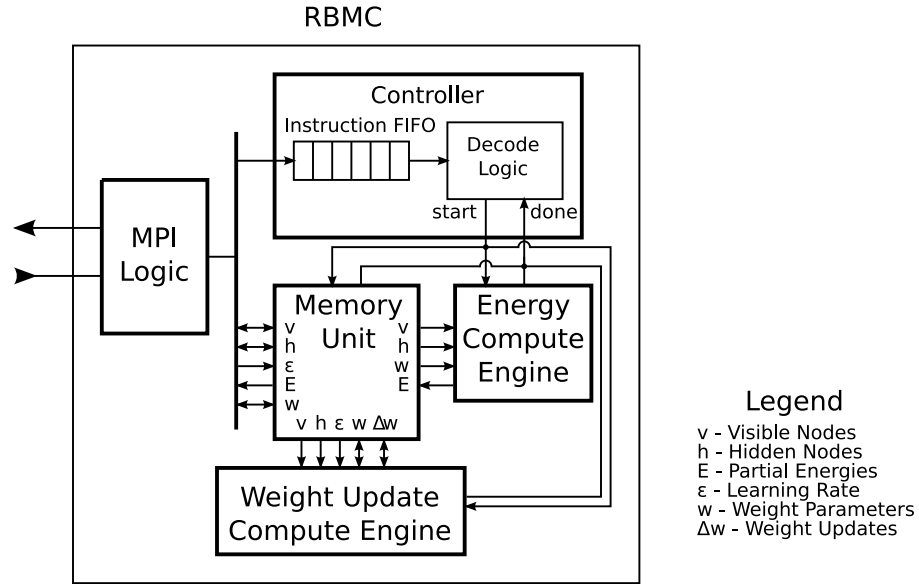 RBMC
Controller
Instruction FIFO
Decode
Logic
start
done
MPI
Logic
Memory
Unit
v
h
ε
E
w
v
h
w
E
v h ε w Δw
Energy
Compute
Engine
Weight Update
Compute Engine
Legend
v - Visible Nodes
h - Hidden Nodes
E - Partial Energies
ε - Learning Rate
w - Weight Parameters
Δw - Weight Updates